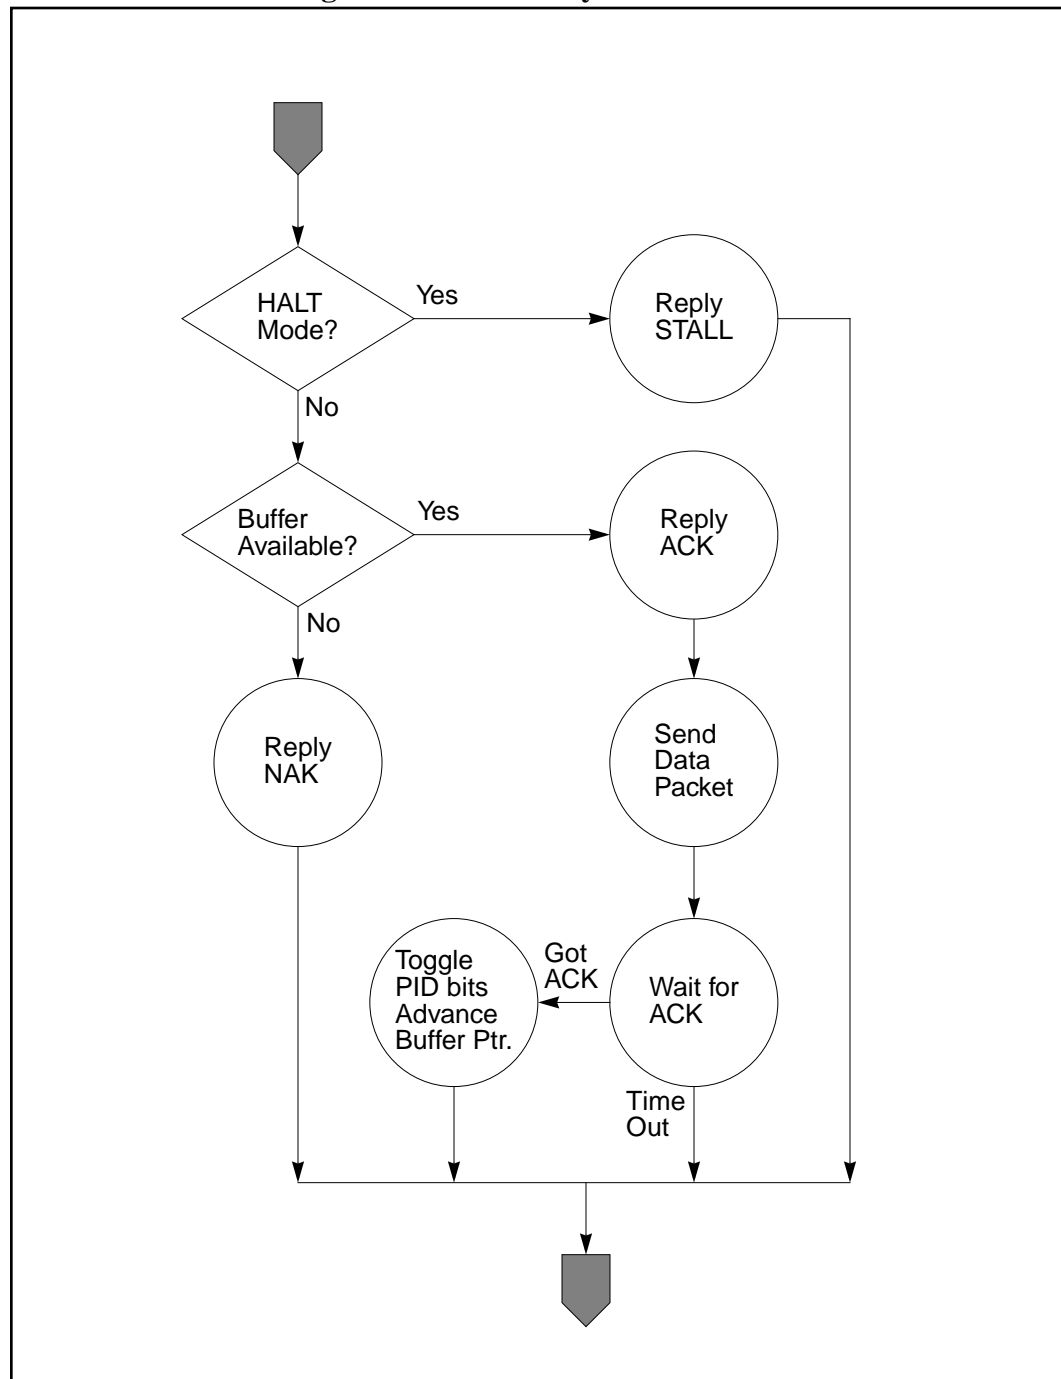 HALT
Mode?
Yes
Reply
STALL
No
Buffer
Available?
Yes
Reply
ACK
No
Reply
NAK
Send
Data
Packet
Toggle
PID bits
Advance
Buffer Ptr.
Got
ACK
Wait for
ACK
Time
Out